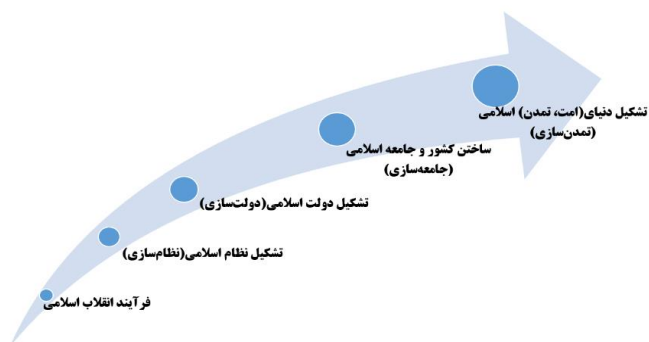 تشکیل دنیای(امت، تمدن) اسلامی
(تمدن‌سازی)
ساختن کشور و جامعه اسلامی
(جامعه‌سازی)
تشکیل دولت اسلامی(دولت‌سازی)
تشکیل نظام اسلامی(نظام‌سازی)
فرآیند انقلاب اسلامی